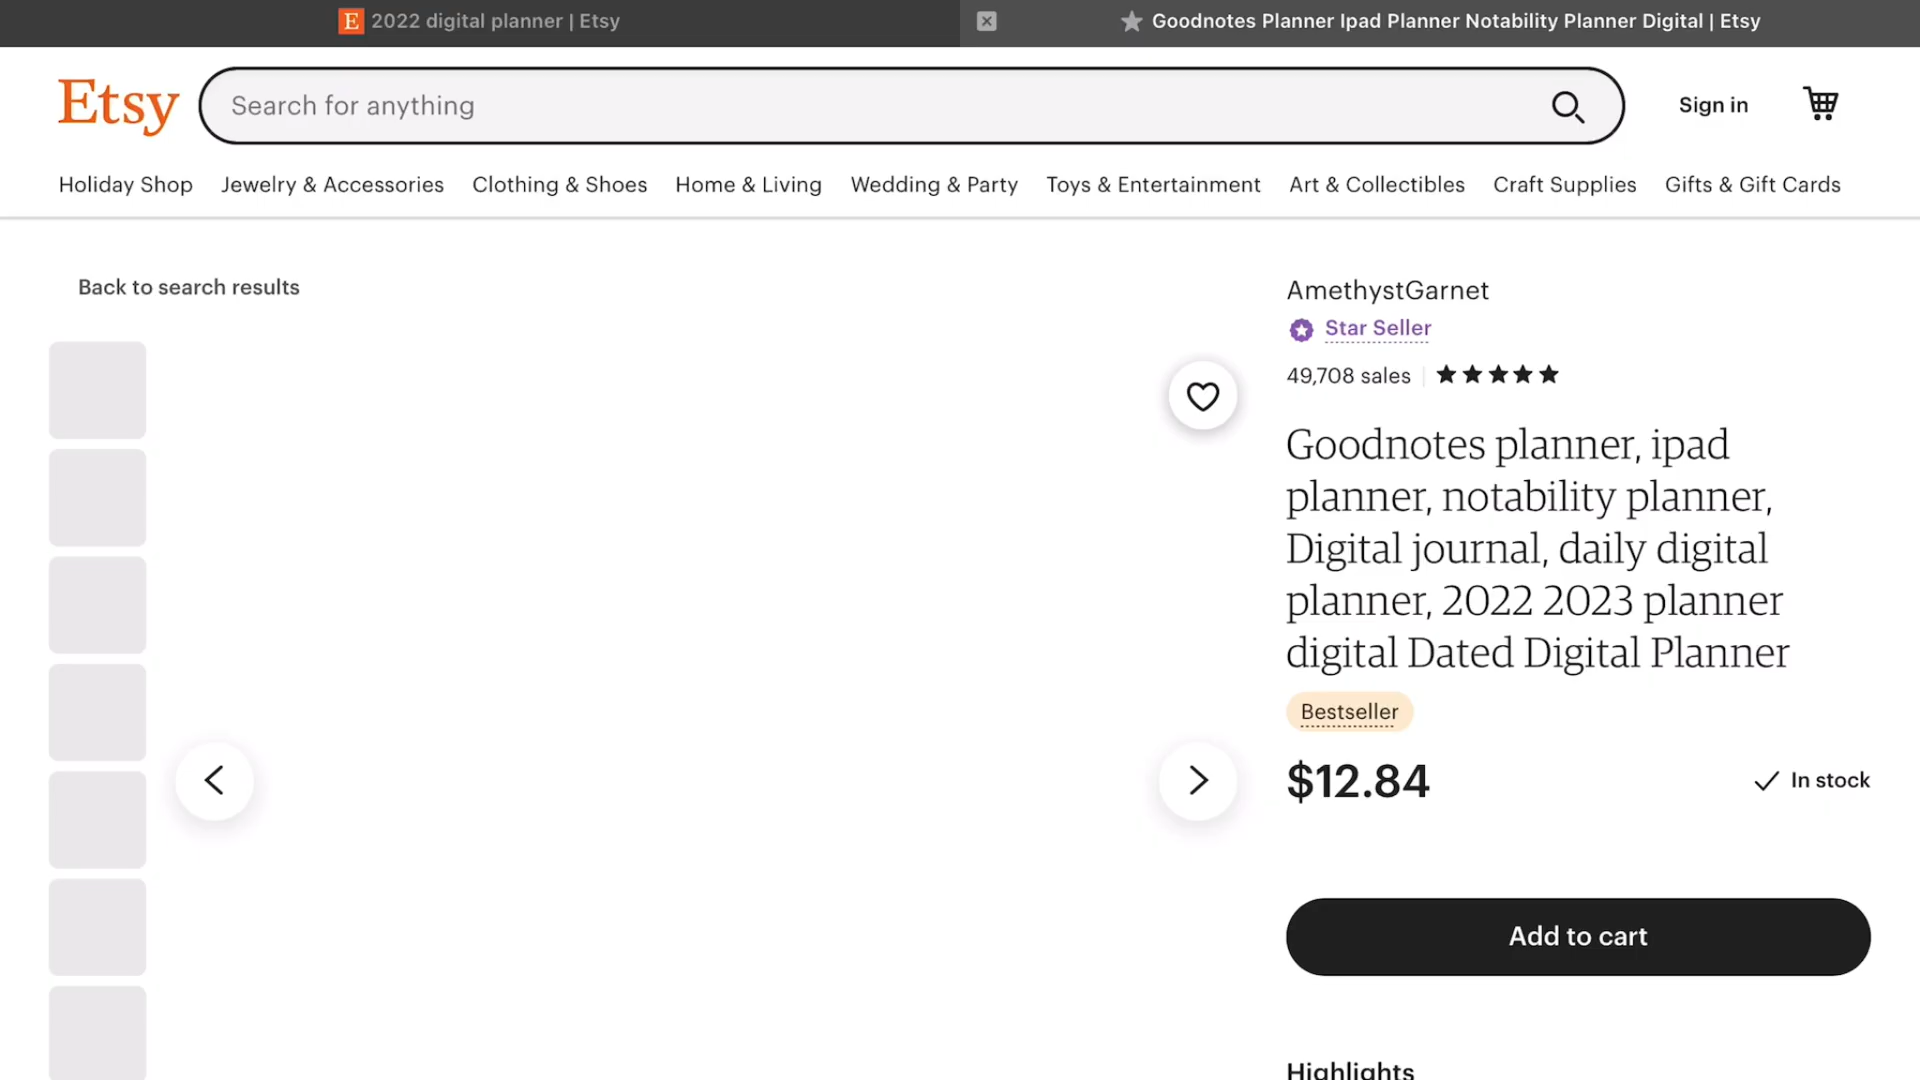 2022 digital planner | Etsy
Goodnotes Planner Ipad Planner Notability Planner Digital | Etsy
Etsy
Search for anything
Sign in
Holiday Shop Jewelry & Accessories Clothing & Shoes Home & Living Wedding & Party Toys & Entertainment Art & Collectibles Craft Supplies Gifts & Gift Cards
Back to search results
AmethystGarnet
Star Seller
49,708 sales
Goodnotes planner, ipad
planner, notability planner,
Digital journal, daily digital
planner, 2022 2023 planner
digital Dated Digital Planner
Bestseller
$12.84
In stock
Add to cart
Highlights